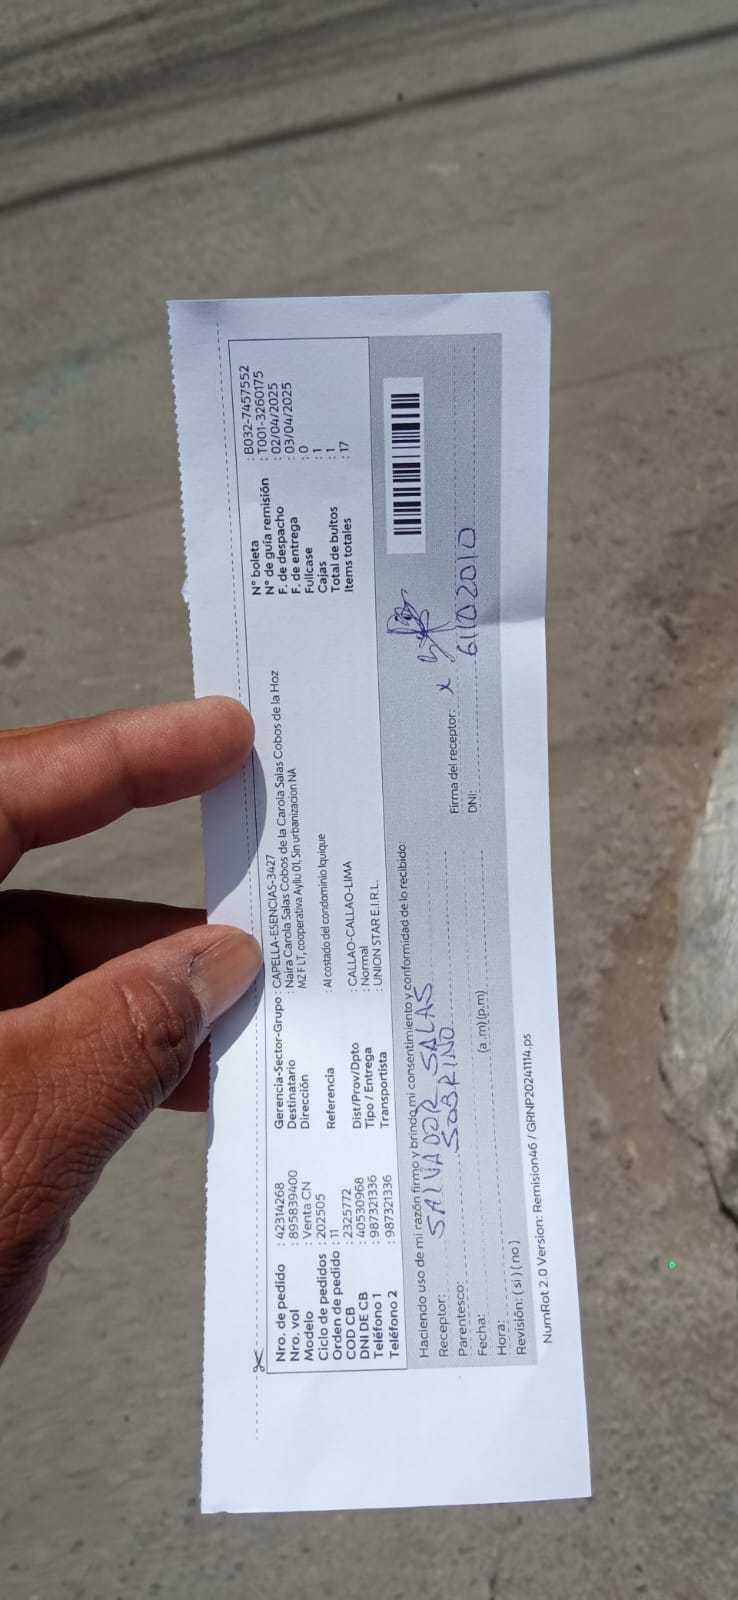 Nro. de pedido : 42314268
Nro. vol : 895839400
Modelo : Venta CN
Ciclo de pedidos : 202505
Orden de pedido : 11
COD CB : 2325772
DNI DE CB : 40530968
Teléfono 1 : 987321336
Teléfono 2 : 987321336
Gerencia-Sector-Grupo : CAPELLA-ESENCIAS-3427
Destinatario : Naira Carola Salas Cobos de la Carola Salas Cobos de la Hoz
Dirección MZ F LT, cooperativa Ayllu 01, Sin urbanizacion NA
Referencia : Al costado del condominio Iquique
Dist/Prov/Dpto : CALLAO-CALLAO-LIMA
Tipo / Entrega : Normal
Transportista : UNION STAR E.I.R.L.
N° boleta : B032-7457552
N° de guía remisión : T001-3260175
F. de despacho : 02/04/2025
F. de entrega : 03/04/2025
Fullcase : 0
Cajas : 1
Total de bultos : 1
Items totales : 17
Haciendo uso de mi razón firmo y brindo mi consentimiento y conformidad de lo recibido:
Receptor: SALVADOR SALAS
Parentesco: SOBRINO
Fecha:
Hora: (a.m) (p.m)
Revisión: ( si ) ( no )
Firma del receptor: x
DNI: 61102010
NumRot 2.0 Version: Remision46 / GRNP20241114.ps